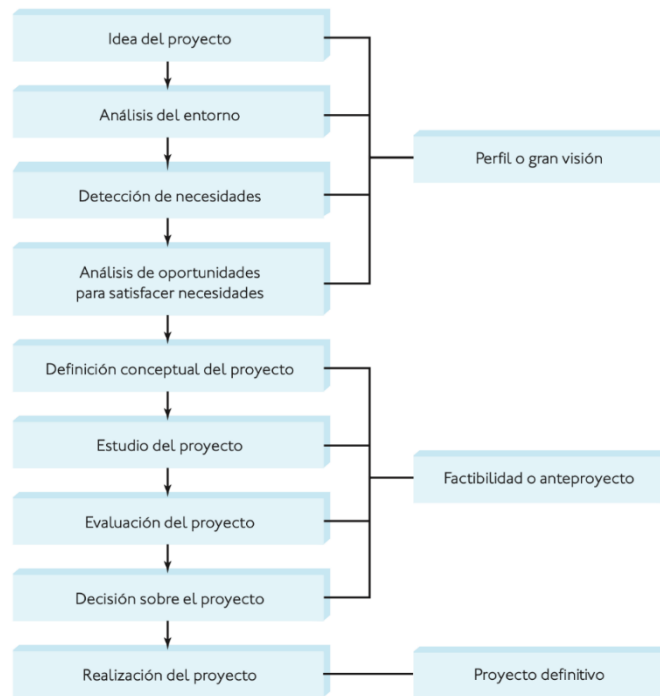 Idea del proyecto
Análisis del entorno
Perfil o gran visión
Detección de necesidades
Análisis de oportunidades
para satisfacer necesidades
Definición conceptual del proyecto
Estudio del proyecto
Factibilidad o anteproyecto
Evaluación del proyecto
Decisión sobre el proyecto
Realización del proyecto
Proyecto definitivo